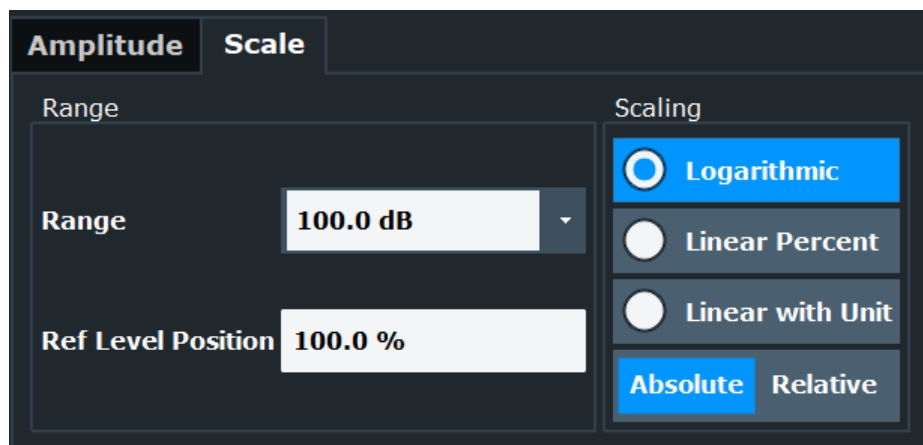 Amplitude Scale
Range
Range 100.0 dB
Ref Level Position 100.0 %
Scaling
Logarithmic
Linear Percent
Linear with Unit
Absolute Relative